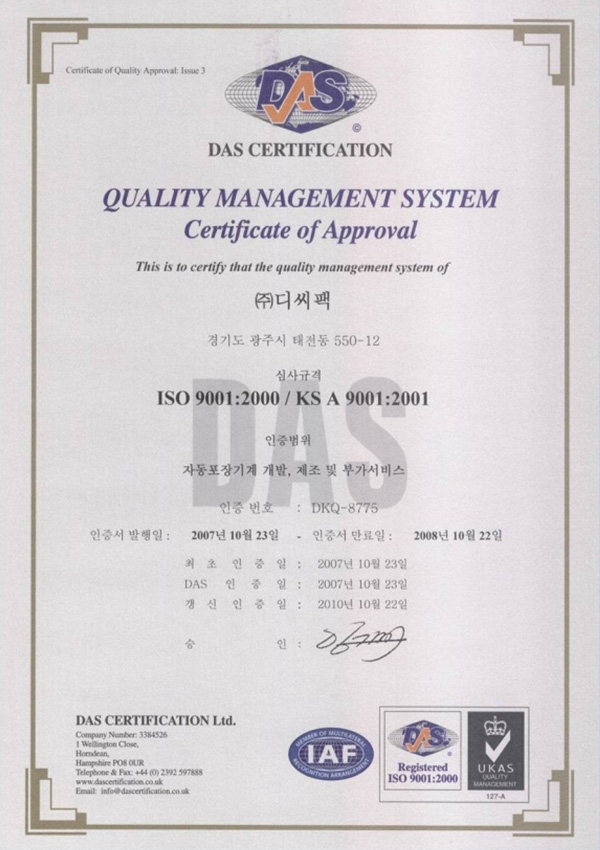 Certificate of Quality Approval: Issue 3
DAS
©
DAS CERTIFICATION
QUALITY MANAGEMENT SYSTEM
Certificate of Approval
This is to certify that the quality management system of
㈜디씨팩
경기도 광주시 태전동 550-12
심사규격
ISO 9001:2000 / KS A 9001:2001
DAS
인증범위
자동포장기계 개발, 제조 및 부가서비스
인증 번호 : DKQ-8775
인증서 발행일 : 2007년 10월 23일 - 인증서 만료일 : 2008년 10월 22일
최 초 인 증 일 : 2007년 10월 23일
DAS 인 증 일 : 2007년 10월 23일
갱 신 인 증 일 : 2010년 10월 22일
승 인 :
DAS CERTIFICATION Ltd.
Company Number: 3384526
1 Wellington Close,
Horndean,
Hampshire PO8 0UR
Telephone & Fax: +44 (0) 2392 597888
www.dascertification.co.uk
Email: info@dascertification.co.uk
MEMBER OF MULTILATERAL
IAF
RECOGNITION ARRANGEMENT
DAS
Registered
ISO 9001:2000
UKAS
QUALITY
MANAGEMENT
127-A